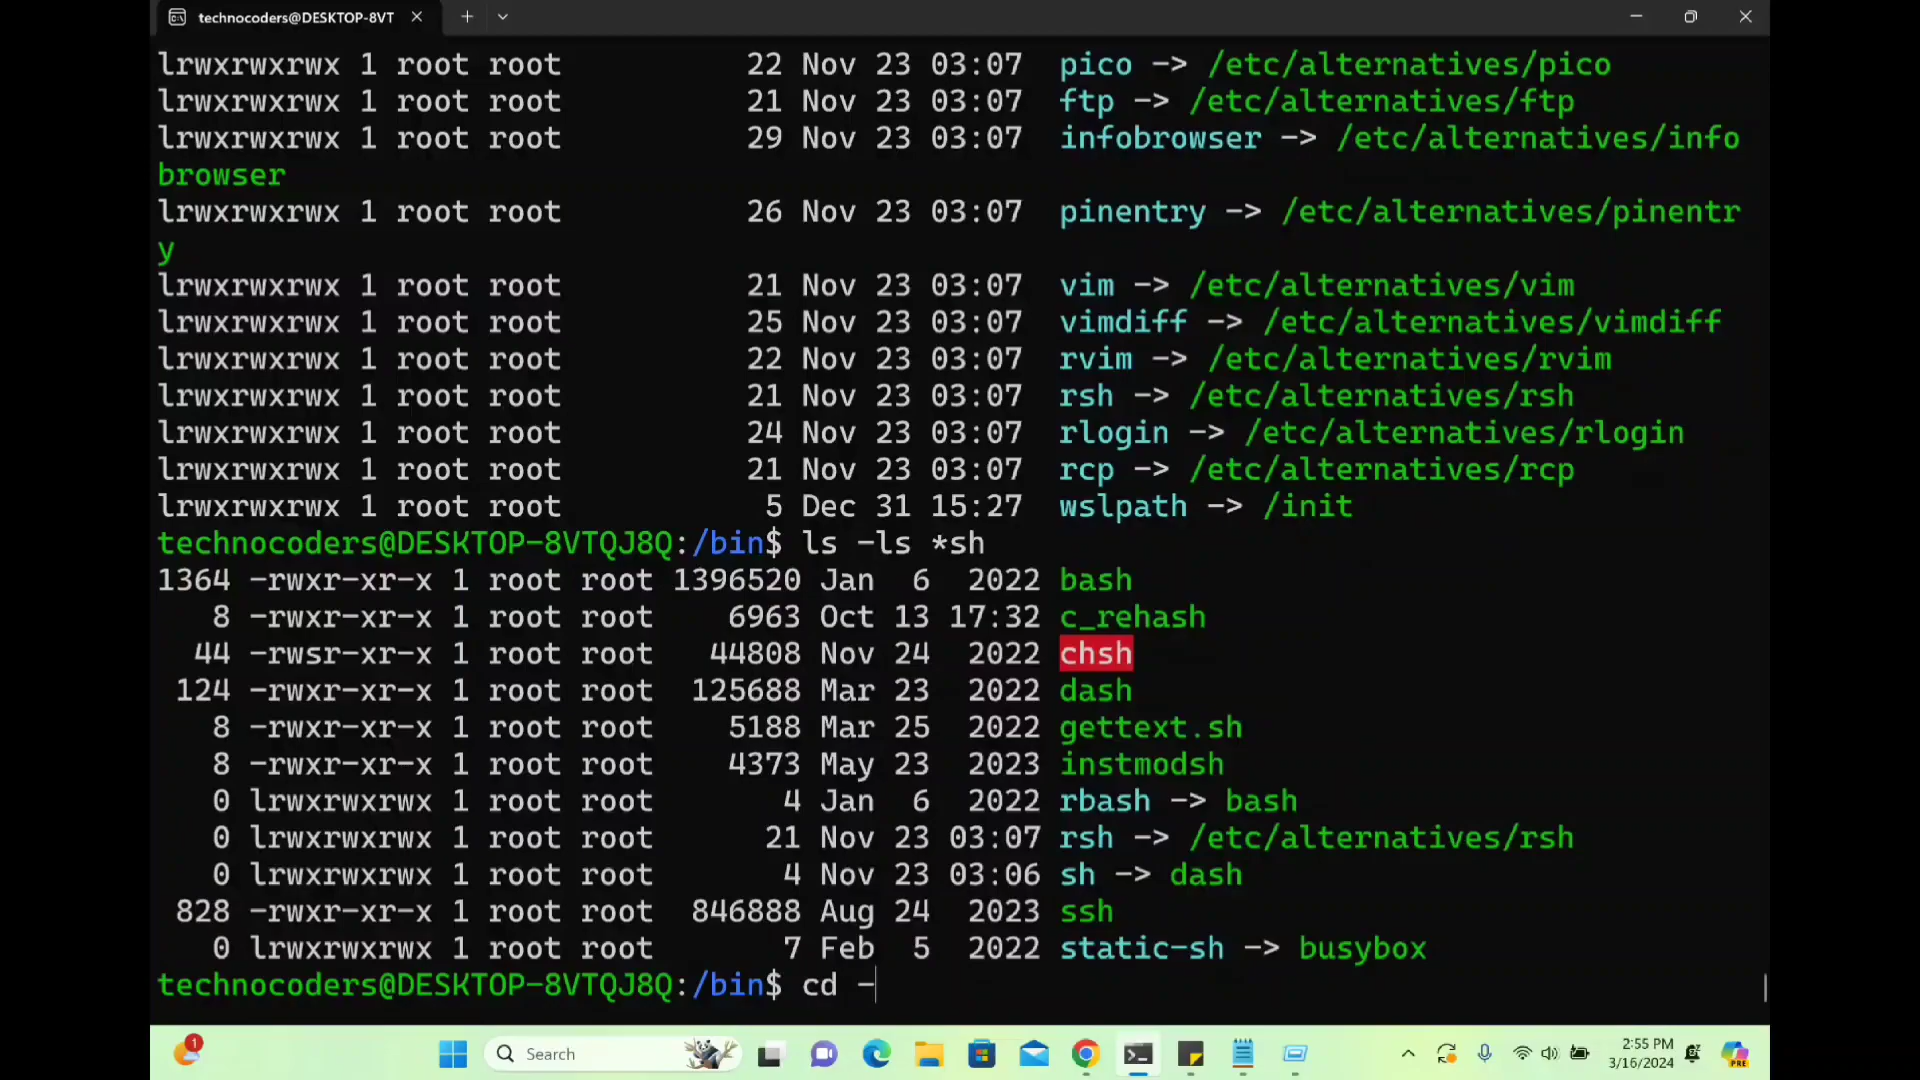 technocoders@DESKTOP-8VT
lrwxrwxrwx 1 root root 22 Nov 23 03:07 pico -> /etc/alternatives/pico
lrwxrwxrwx 1 root root 21 Nov 23 03:07 ftp -> /etc/alternatives/ftp
lrwxrwxrwx 1 root root 29 Nov 23 03:07 infobrowser -> /etc/alternatives/info
browser
lrwxrwxrwx 1 root root 26 Nov 23 03:07 pinentry -> /etc/alternatives/pinentr
y
lrwxrwxrwx 1 root root 21 Nov 23 03:07 vim -> /etc/alternatives/vim
lrwxrwxrwx 1 root root 25 Nov 23 03:07 vimdiff -> /etc/alternatives/vimdiff
lrwxrwxrwx 1 root root 22 Nov 23 03:07 rvim -> /etc/alternatives/rvim
lrwxrwxrwx 1 root root 21 Nov 23 03:07 rsh -> /etc/alternatives/rsh
lrwxrwxrwx 1 root root 24 Nov 23 03:07 rlogin -> /etc/alternatives/rlogin
lrwxrwxrwx 1 root root 21 Nov 23 03:07 rcp -> /etc/alternatives/rcp
lrwxrwxrwx 1 root root 5 Dec 31 15:27 wslpath -> /init
technocoders@DESKTOP-8VTQJ8Q:/bin$ ls -ls *sh
1364 -rwxr-xr-x 1 root root 1396520 Jan 6 2022 bash
8 -rwxr-xr-x 1 root root 6963 Oct 13 17:32 c_rehash
44 -rwsr-xr-x 1 root root 44808 Nov 24 2022 chsh
124 -rwxr-xr-x 1 root root 125688 Mar 23 2022 dash
8 -rwxr-xr-x 1 root root 5188 Mar 25 2022 gettext.sh
8 -rwxr-xr-x 1 root root 4373 May 23 2023 instmodsh
0 lrwxrwxrwx 1 root root 4 Jan 6 2022 rbash -> bash
0 lrwxrwxrwx 1 root root 21 Nov 23 03:07 rsh -> /etc/alternatives/rsh
0 lrwxrwxrwx 1 root root 4 Nov 23 03:06 sh -> dash
828 -rwxr-xr-x 1 root root 846888 Aug 24 2023 ssh
0 lrwxrwxrwx 1 root root 7 Feb 5 2022 static-sh -> busybox
technocoders@DESKTOP-8VTQJ8Q:/bin$ cd -
1
Search
2:55 PM
3/16/2024
PRE